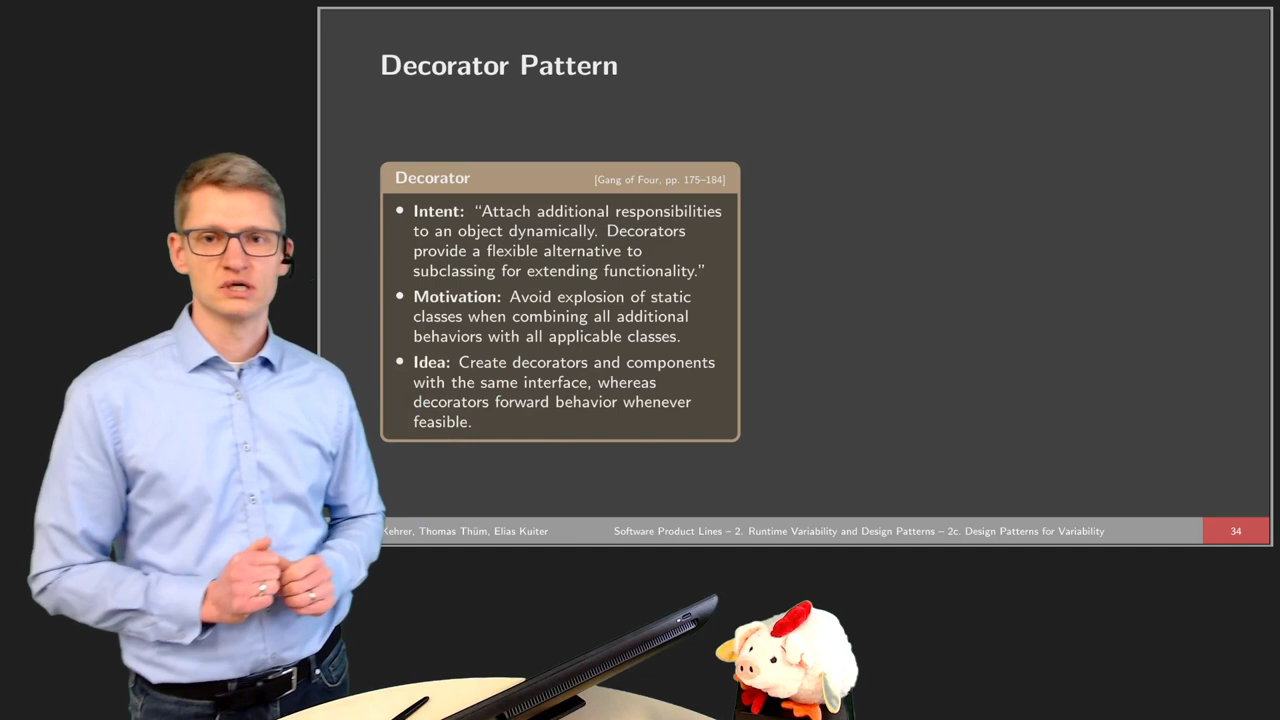 Decorator Pattern
Decorator [Gang of Four, pp. 175–184]
• Intent: “Attach additional responsibilities
to an object dynamically. Decorators
provide a flexible alternative to
subclassing for extending functionality.”
• Motivation: Avoid explosion of static
classes when combining all additional
behaviors with all applicable classes.
• Idea: Create decorators and components
with the same interface, whereas
decorators forward behavior whenever
feasible.
Kehrer, Thomas Thüm, Elias Kuiter Software Product Lines – 2. Runtime Variability and Design Patterns – 2c. Design Patterns for Variability 34